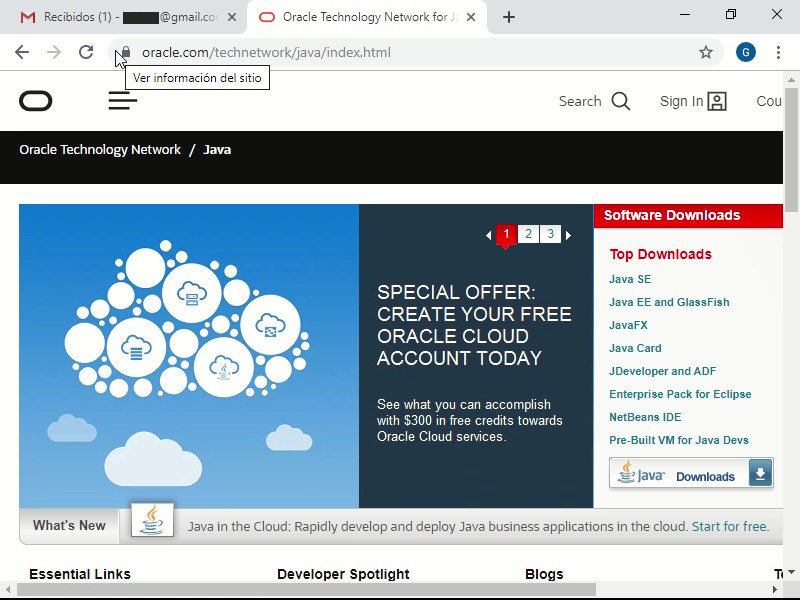 Recibidos (1) - @gmail.co
Oracle Technology Network for J
oracle.com/technetwork/java/index.html
G
Ver información del sitio
Search
Sign In
Cou
Oracle Technology Network / Java
1 2 3
SPECIAL OFFER:
CREATE YOUR FREE
ORACLE CLOUD
ACCOUNT TODAY
See what you can accomplish
with $300 in free credits towards
Oracle Cloud services.
Software Downloads
Top Downloads
Java SE
Java EE and GlassFish
JavaFX
Java Card
JDeveloper and ADF
Enterprise Pack for Eclipse
NetBeans IDE
Pre-Built VM for Java Devs
Java Downloads
What's New
Java in the Cloud: Rapidly develop and deploy Java business applications in the cloud. Start for free.
Essential Links
Developer Spotlight
Blogs